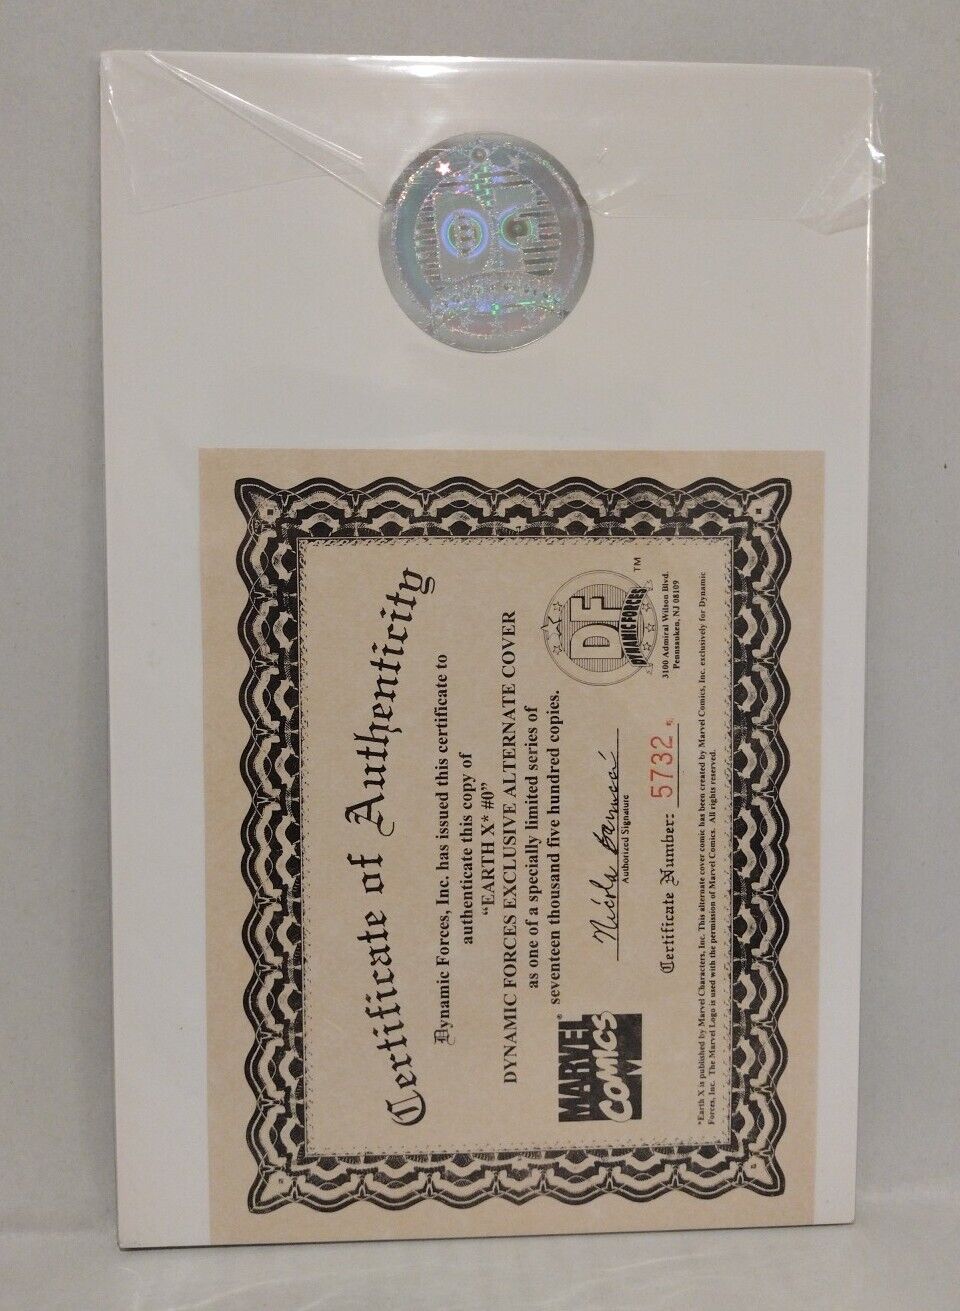 Certificate of Authenticity
Dynamic Forces, Inc. has issued this certificate to
authenticate this copy of
“EARTH X* #0”
DYNAMIC FORCES EXCLUSIVE ALTERNATE COVER
as one of a specially limited series of
seventeen thousand five hundred copies.
MARVEL®
COMICS
Authorized Signature
Certificate Number: 5732
DF
DYNAMIC FORCES
TM
3100 Admiral Wilson Blvd.
Pennsauken, NJ 08109
*Earth X is published by Marvel Characters, Inc. This alternate cover comic has been created by Marvel Comics, Inc. exclusively for Dynamic
Forces, Inc. The Marvel Logo is used with the permission of Marvel Comics. All rights reserved.